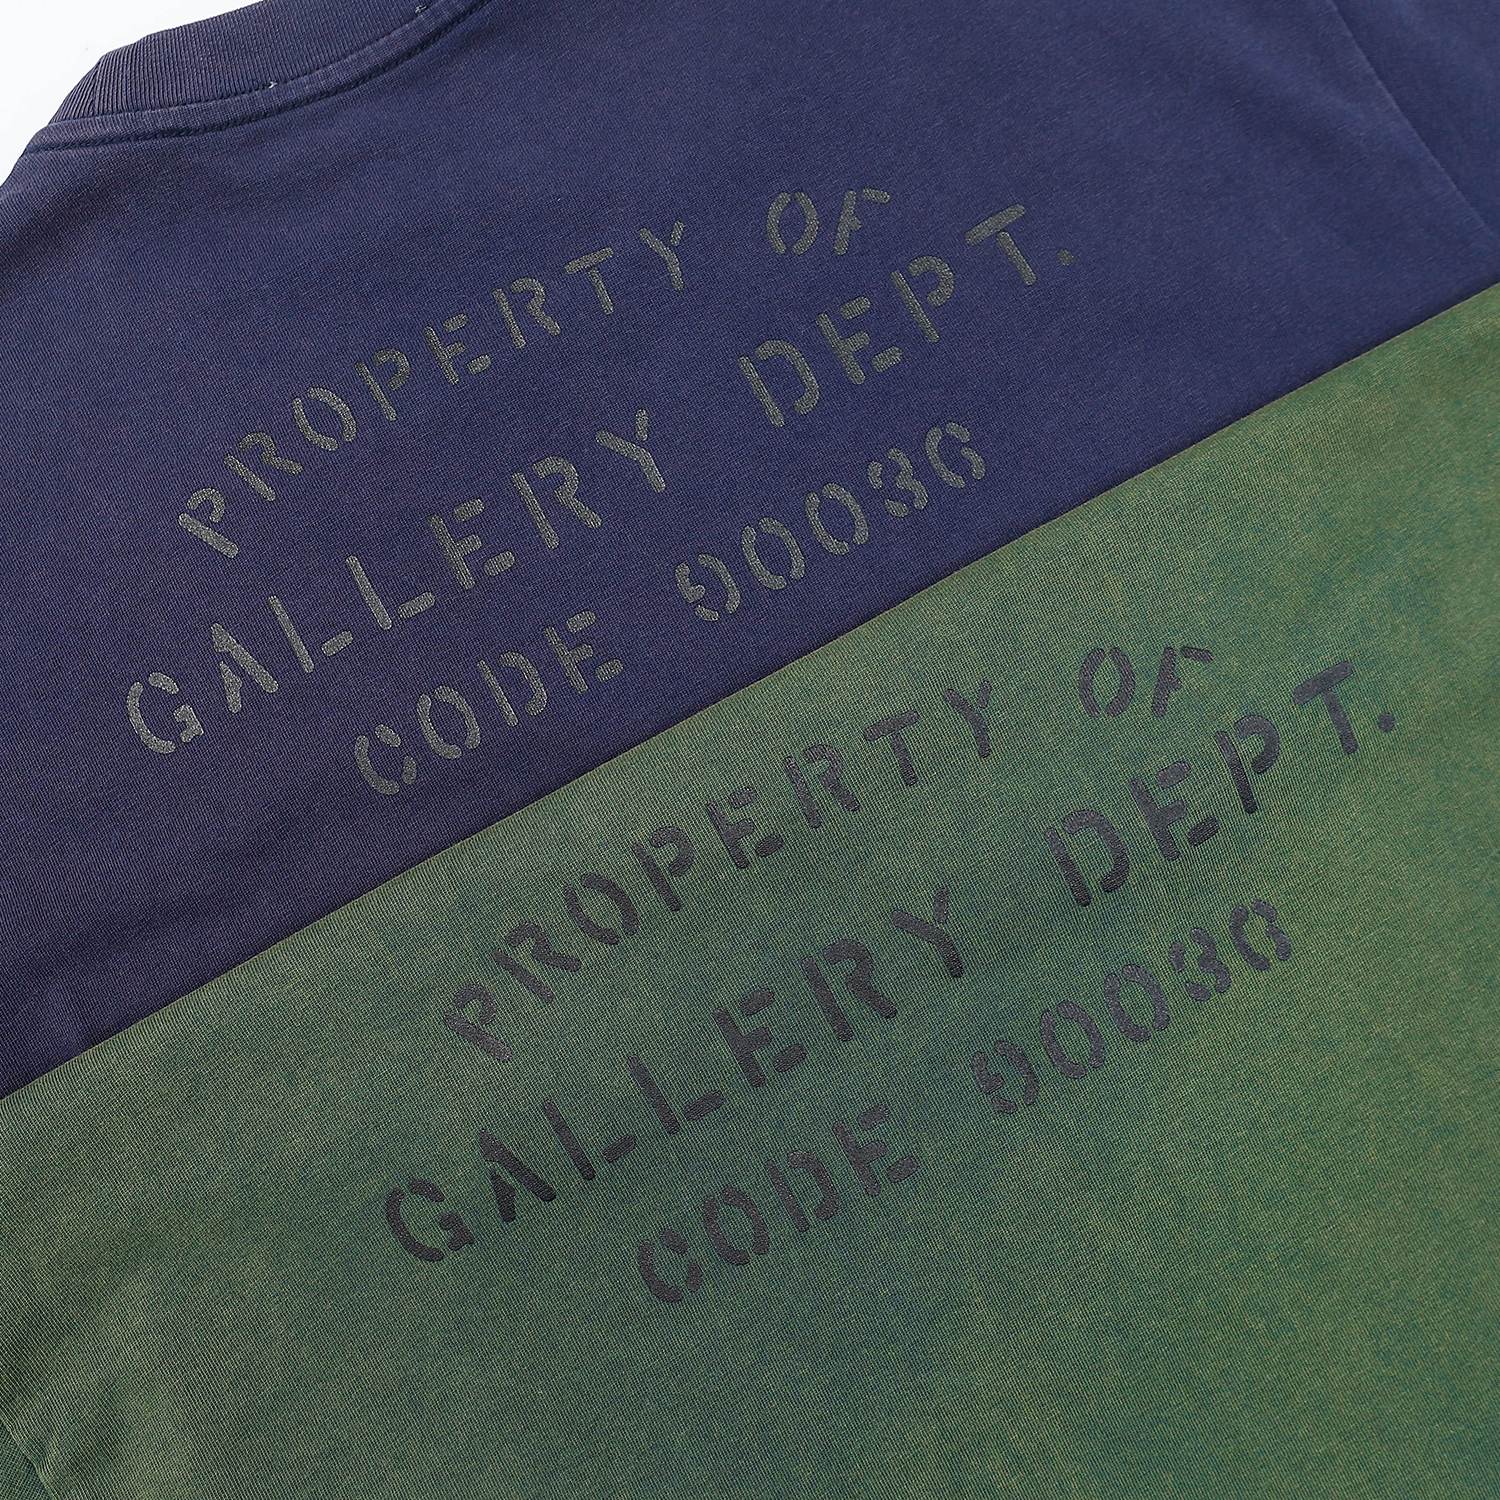 PROPERTY OF
GALLERY DEPT.
CODE 90036
PROPERTY OF
GALLERY DEPT.
CODE 90036